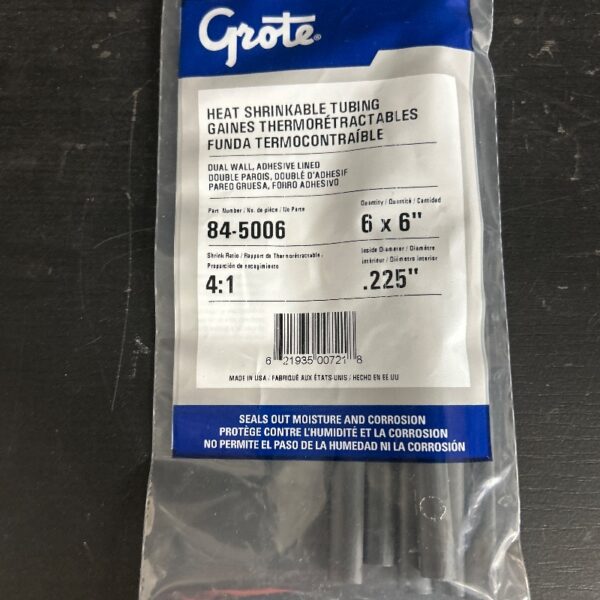 Grote®
HEAT SHRINKABLE TUBING
GAINES THERMORÉTRACTABLES
FUNDA TERMOCONTRAÍBLE
DUAL WALL, ADHESIVE LINED
DOUBLE PAROIS, DOUBLÉ D'ADHESIF
PARED GRUESA, FORRO ADHESIVO
Part Number / No. de pièce / No Parte
84-5006
Quantity / Quantité / Cantidad
6 x 6"
Shrink Ratio / Rapport de Thermorétractable /
Proporción de encogimiento
4:1
Inside Diameter / Diamètre
intérieur / Diámetro interior
.225"
6 21935 00721 8
MADE IN USA / FABRIQUÉ AUX ÉTATS-UNIS / HECHO EN EE UU
SEALS OUT MOISTURE AND CORROSION
PROTÈGE CONTRE L'HUMIDITÉ ET LA CORROSION
NO PERMITE EL PASO DE LA HUMEDAD NI LA CORROSIÓN